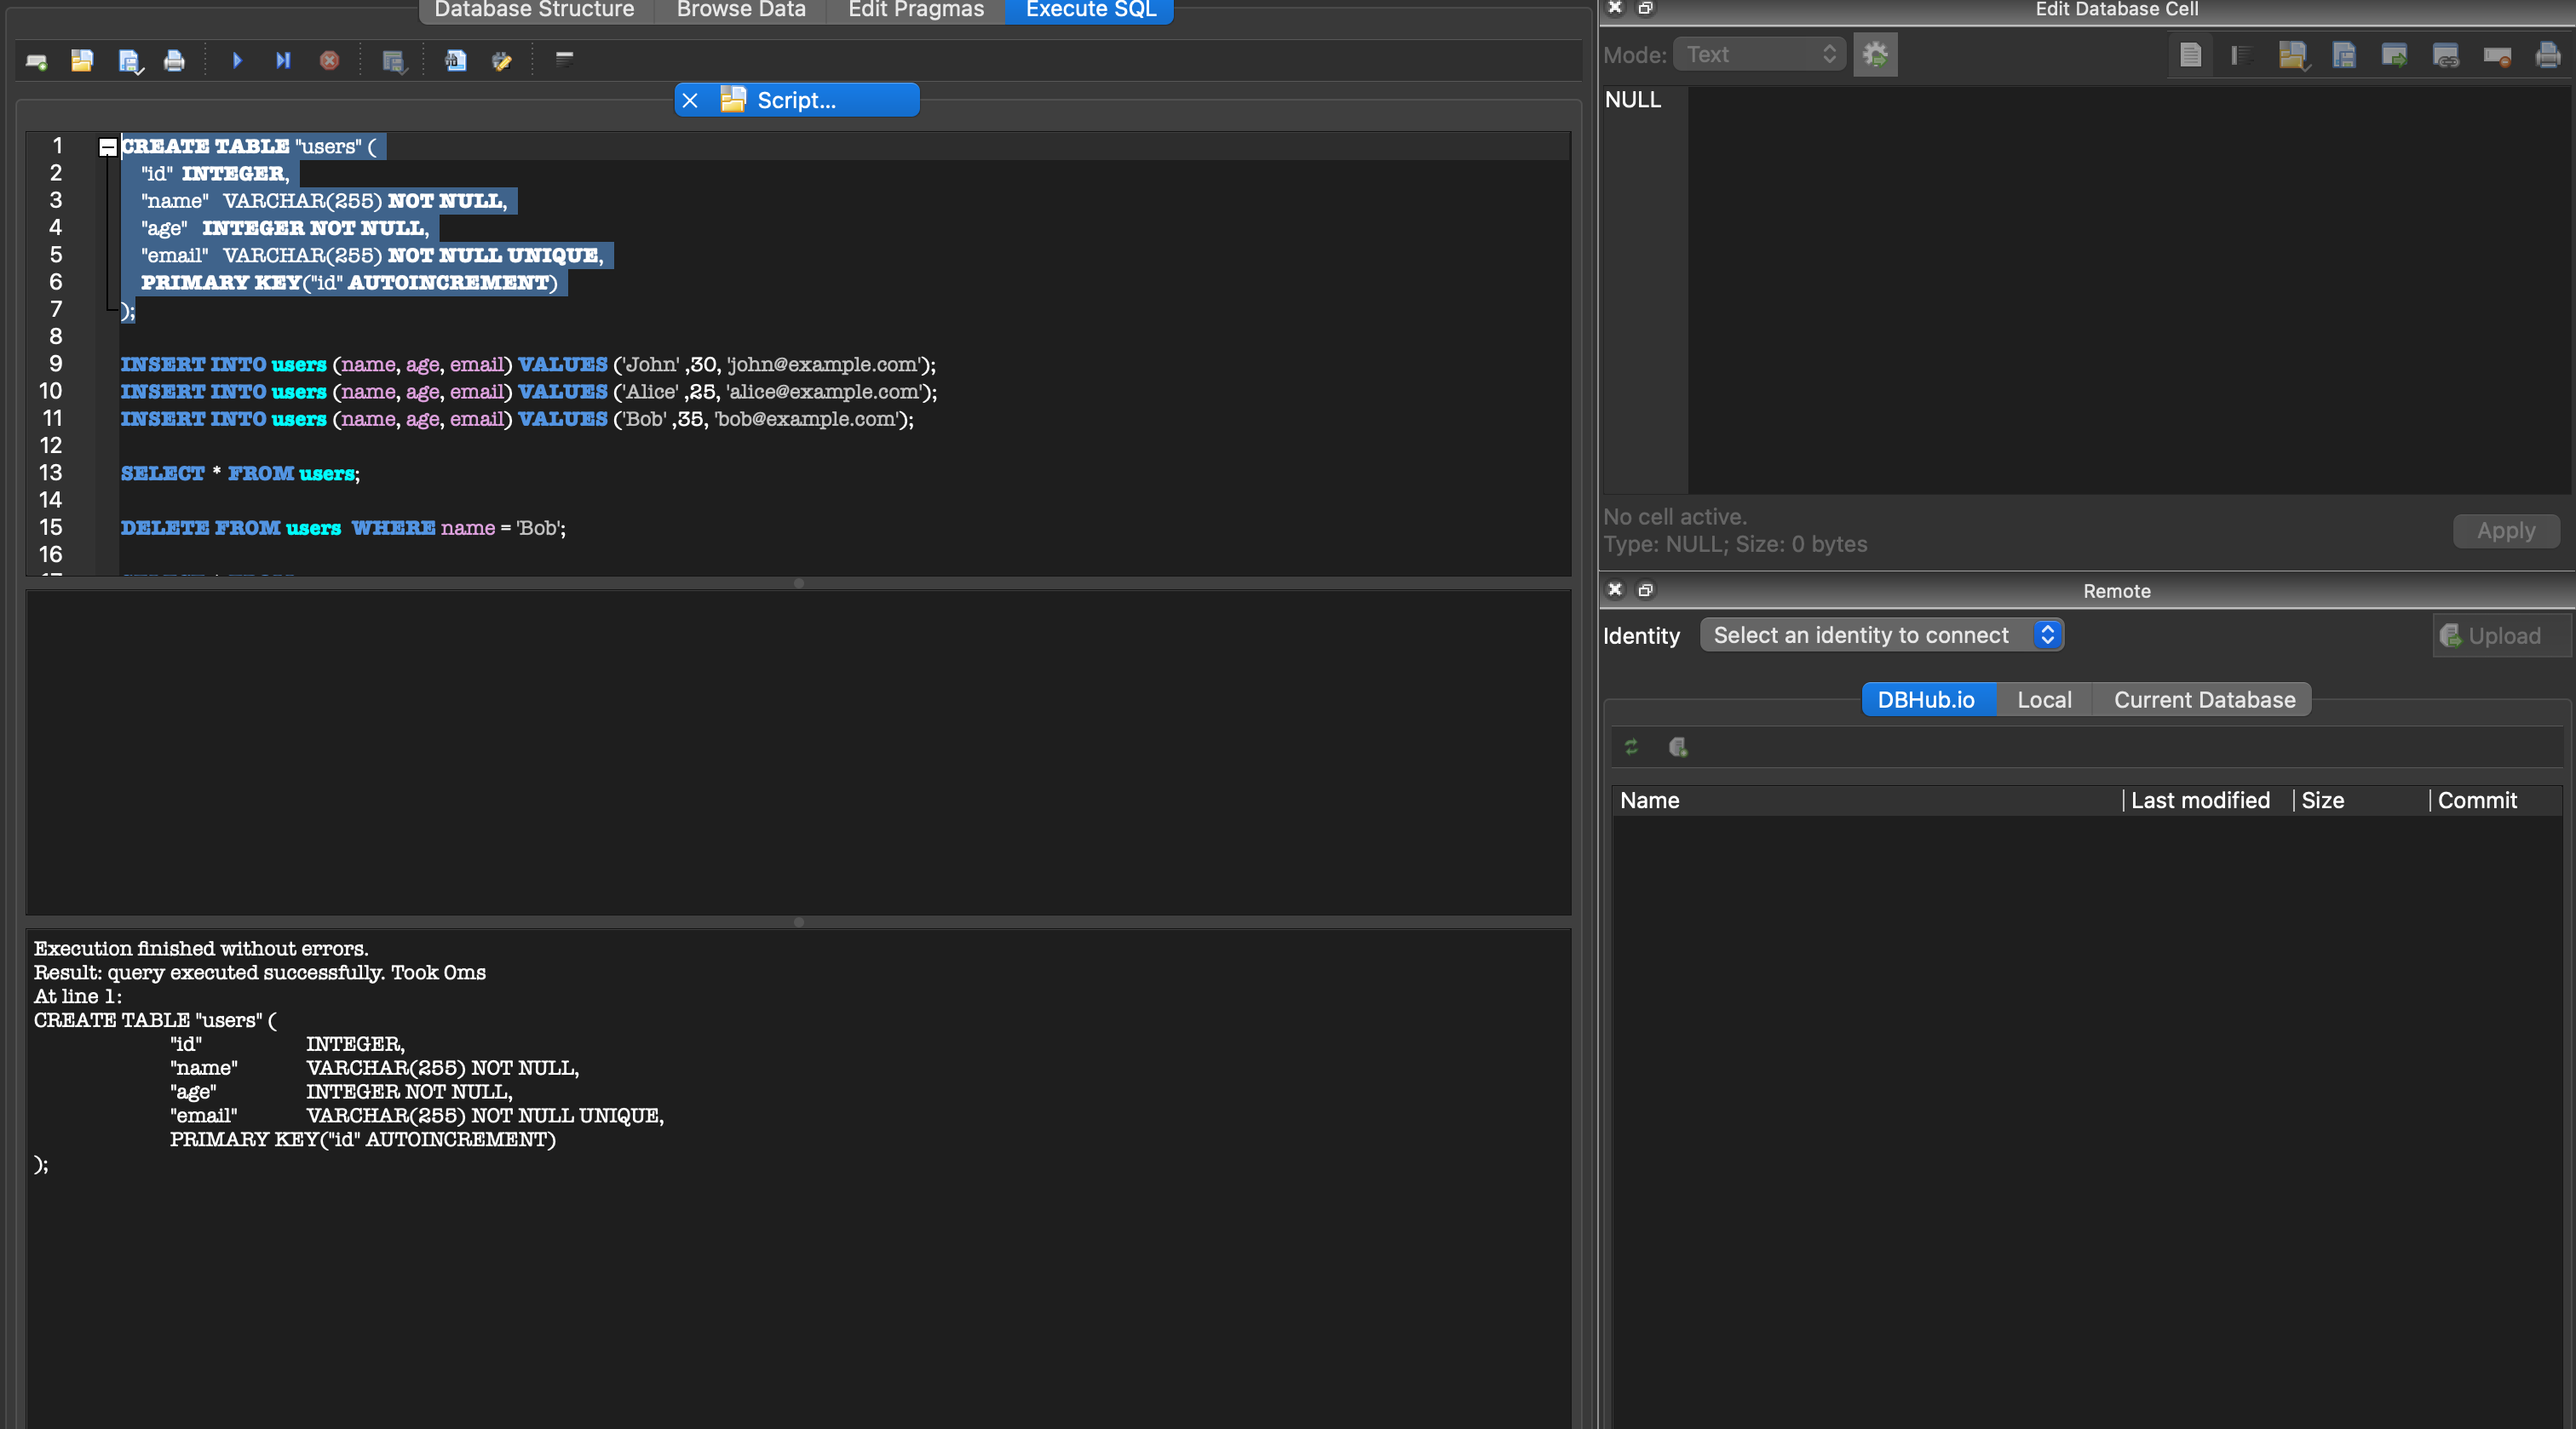 Database Structure Browse Data Edit Pragmas Execute SQL
Script...
1 CREATE TABLE "users" (
2 "id" INTEGER,
3 "name" VARCHAR(255) NOT NULL,
4 "age" INTEGER NOT NULL,
5 "email" VARCHAR(255) NOT NULL UNIQUE,
6 PRIMARY KEY("id" AUTOINCREMENT)
7 );
8
9 INSERT INTO users (name, age, email) VALUES ('John' ,30, 'john@example.com');
10 INSERT INTO users (name, age, email) VALUES ('Alice' ,25, 'alice@example.com');
11 INSERT INTO users (name, age, email) VALUES ('Bob' ,35, 'bob@example.com');
12
13 SELECT * FROM users;
14
15 DELETE FROM users WHERE name = 'Bob';
16
Execution finished without errors.
Result: query executed successfully. Took 0ms
At line 1:
CREATE TABLE "users" (
"id" INTEGER,
"name" VARCHAR(255) NOT NULL,
"age" INTEGER NOT NULL,
"email" VARCHAR(255) NOT NULL UNIQUE,
PRIMARY KEY("id" AUTOINCREMENT)
);
Edit Database Cell
Mode: Text
NULL
No cell active.
Type: NULL; Size: 0 bytes
Apply
Remote
Identity Select an identity to connect Upload
DBHub.io Local Current Database
Name Last modified Size Commit